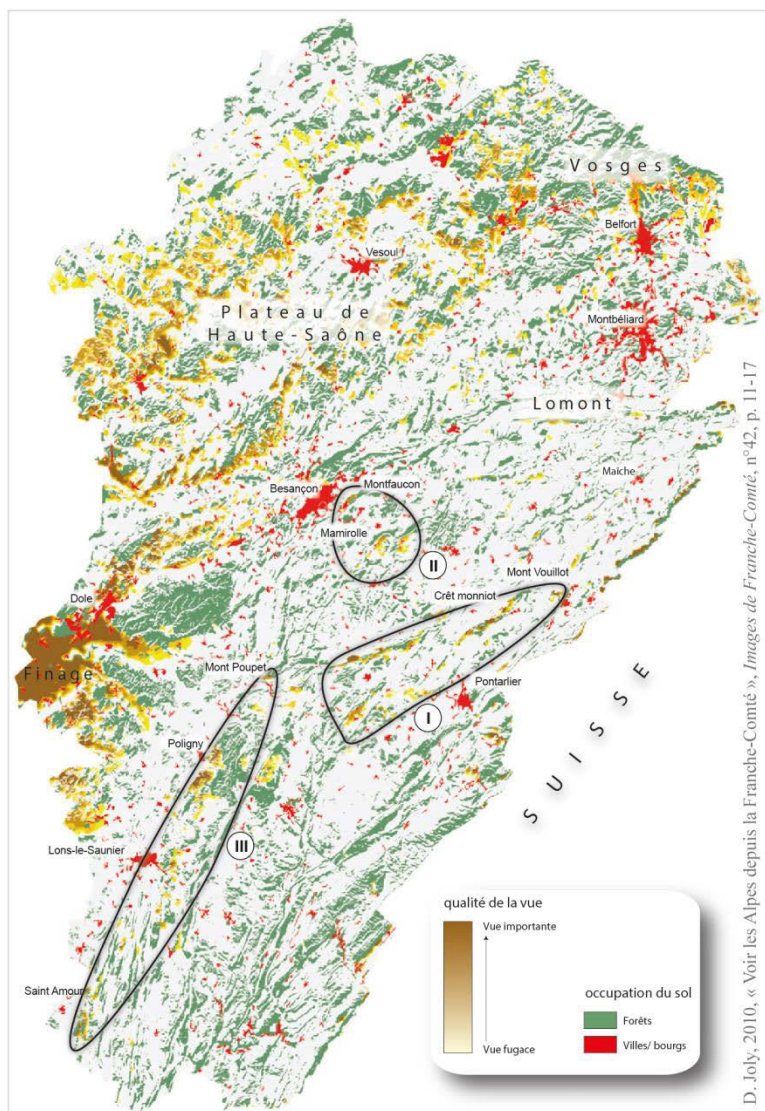 Vosges
Belfort
Vesoul
Plateau de
Haute-Saône
Montbéliard
Lomont
Maiche
Besançon
Montfaucon
Mamirolle
II
Mont Vouillot
Crêt monniot
Dole
Finage
Mont Poupet
Pontarlier
I
Poligny
SUISSE
Lons-le-Saunier
III
Saint Amour
qualité de la vue
Vue importante
Vue fugace
occupation du sol
Forêts
Villes/ bourgs
D. Joly, 2010, « Voir les Alpes depuis la Franche-Comté », Images de Franche-Comté, n°42, p. 11-17